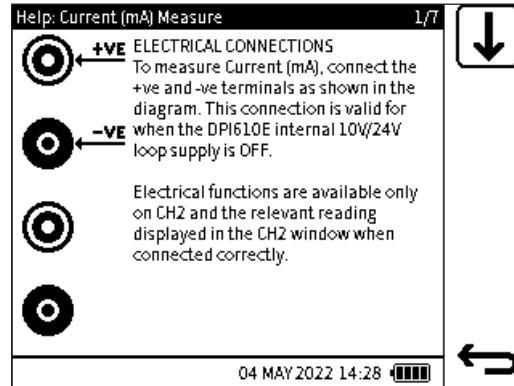 Help: Current (mA) Measure 1/7
+VE ELECTRICAL CONNECTIONS
To measure Current (mA), connect the
+ve and -ve terminals as shown in the
diagram. This connection is valid for
-VE when the DPI610E internal 10V/24V
loop supply is OFF.
Electrical functions are available only
on CH2 and the relevant reading
displayed in the CH2 window when
connected correctly.
04 MAY 2022 14:28